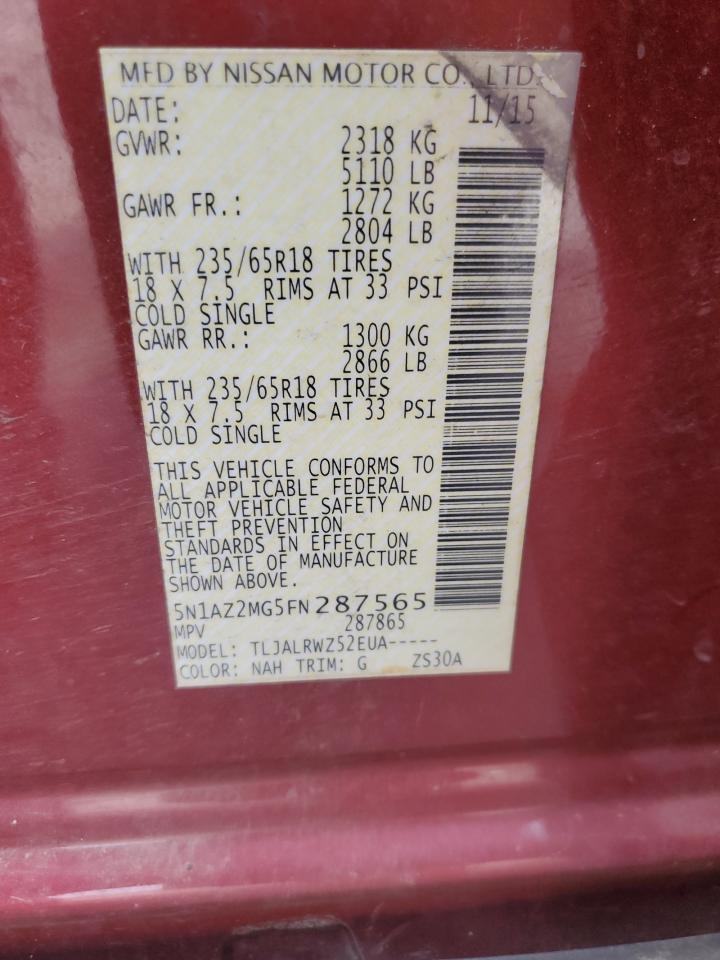 MFD BY NISSAN MOTOR CO., LTD.
DATE: 11/15
GVWR: 2318 KG
5110 LB
GAWR FR.: 1272 KG
2804 LB
WITH 235/65R18 TIRES
18 X 7.5 RIMS AT 33 PSI
COLD SINGLE
GAWR RR.: 1300 KG
2866 LB
WITH 235/65R18 TIRES
18 X 7.5 RIMS AT 33 PSI
COLD SINGLE
THIS VEHICLE CONFORMS TO
ALL APPLICABLE FEDERAL
MOTOR VEHICLE SAFETY AND
THEFT PREVENTION
STANDARDS IN EFFECT ON
THE DATE OF MANUFACTURE
SHOWN ABOVE.
5N1AZ2MG5FN287565
MPV 287865
MODEL: TLJALRWZ52EUA-----
COLOR: NAH TRIM: G ZS30A